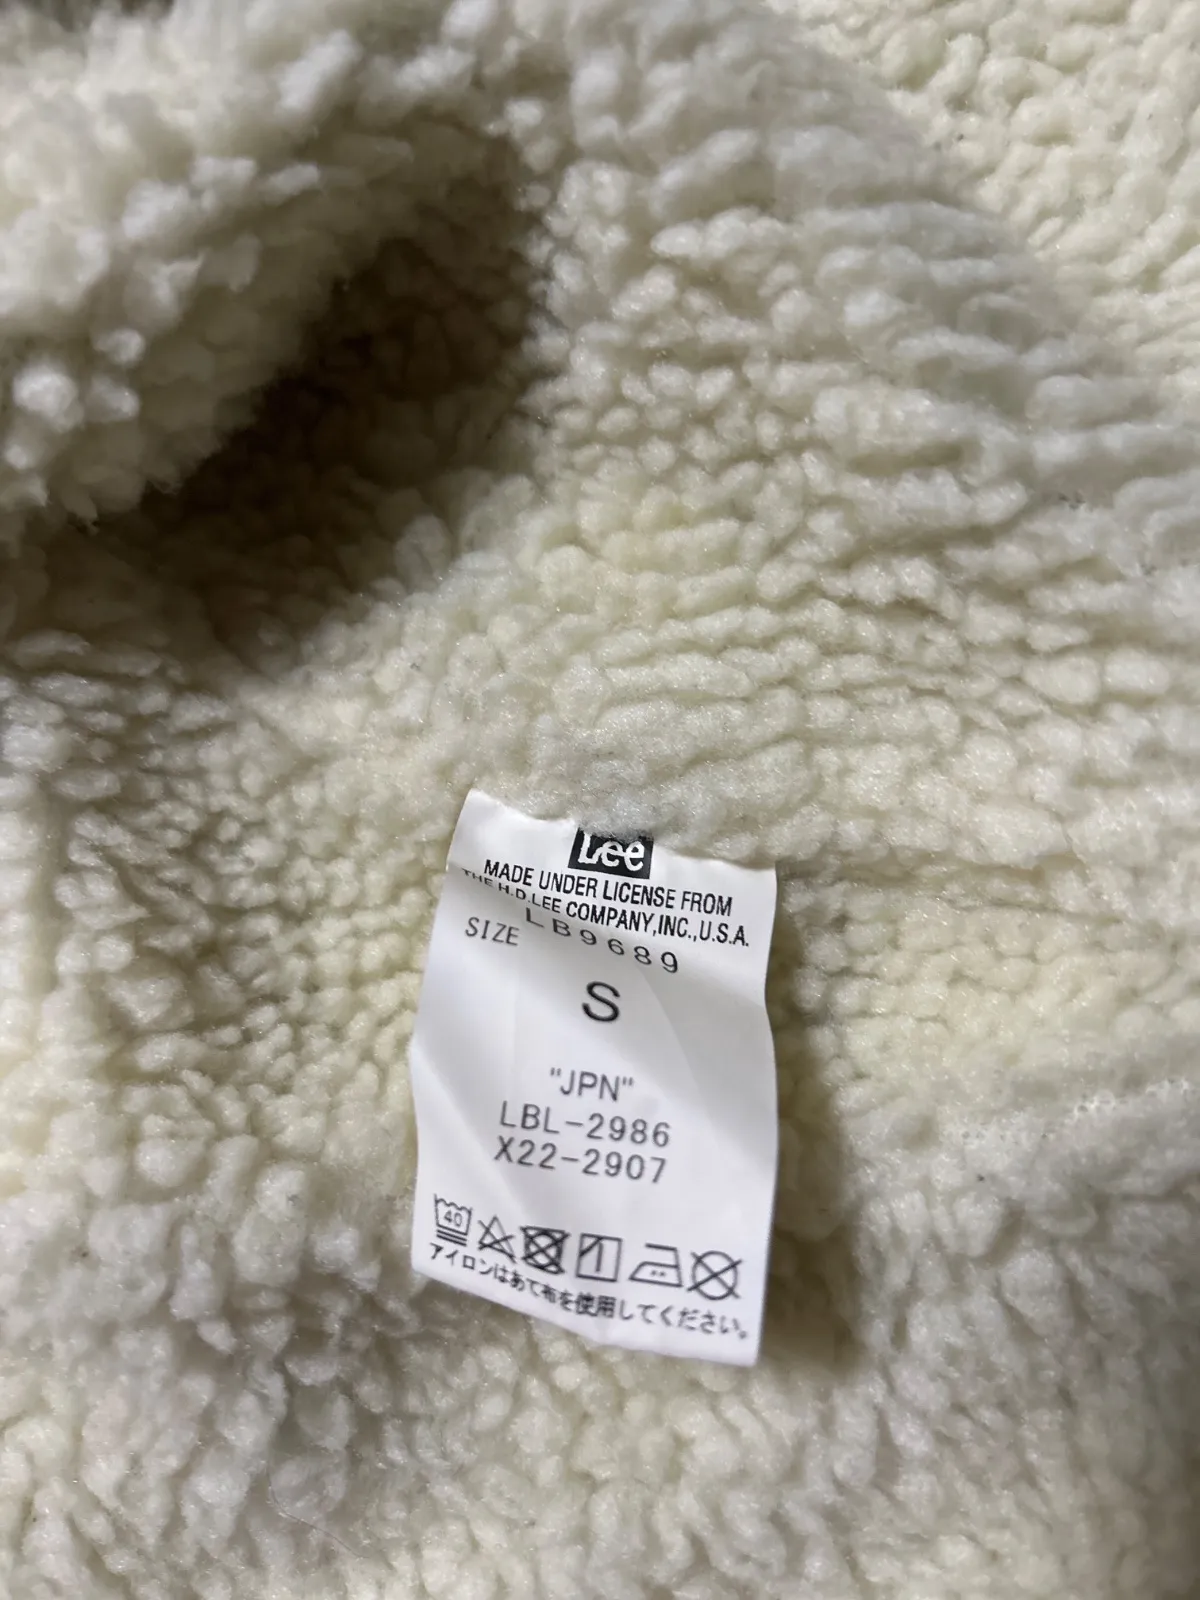 Lee
MADE UNDER LICENSE FROM
THE H.D.LEE COMPANY,INC.,U.S.A.
LB9689
SIZE
S
"JPN"
LBL-2986
X22-2907
40
アイロンはあて布を使用してください。